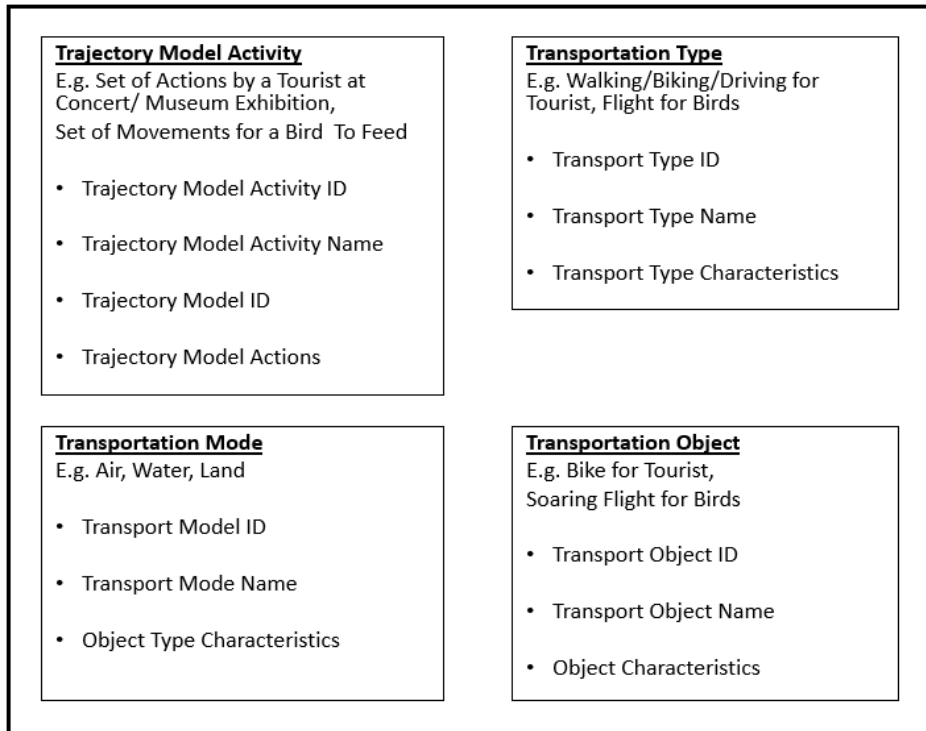 Trajectory Model Activity
E.g. Set of Actions by a Tourist at
Concert/ Museum Exhibition,
Set of Movements for a Bird To Feed
• Trajectory Model Activity ID
• Trajectory Model Activity Name
• Trajectory Model ID
• Trajectory Model Actions
Transportation Type
E.g. Walking/Biking/Driving for
Tourist, Flight for Birds
• Transport Type ID
• Transport Type Name
• Transport Type Characteristics
Transportation Mode
E.g. Air, Water, Land
• Transport Model ID
• Transport Mode Name
• Object Type Characteristics
Transportation Object
E.g. Bike for Tourist,
Soaring Flight for Birds
• Transport Object ID
• Transport Object Name
• Object Characteristics